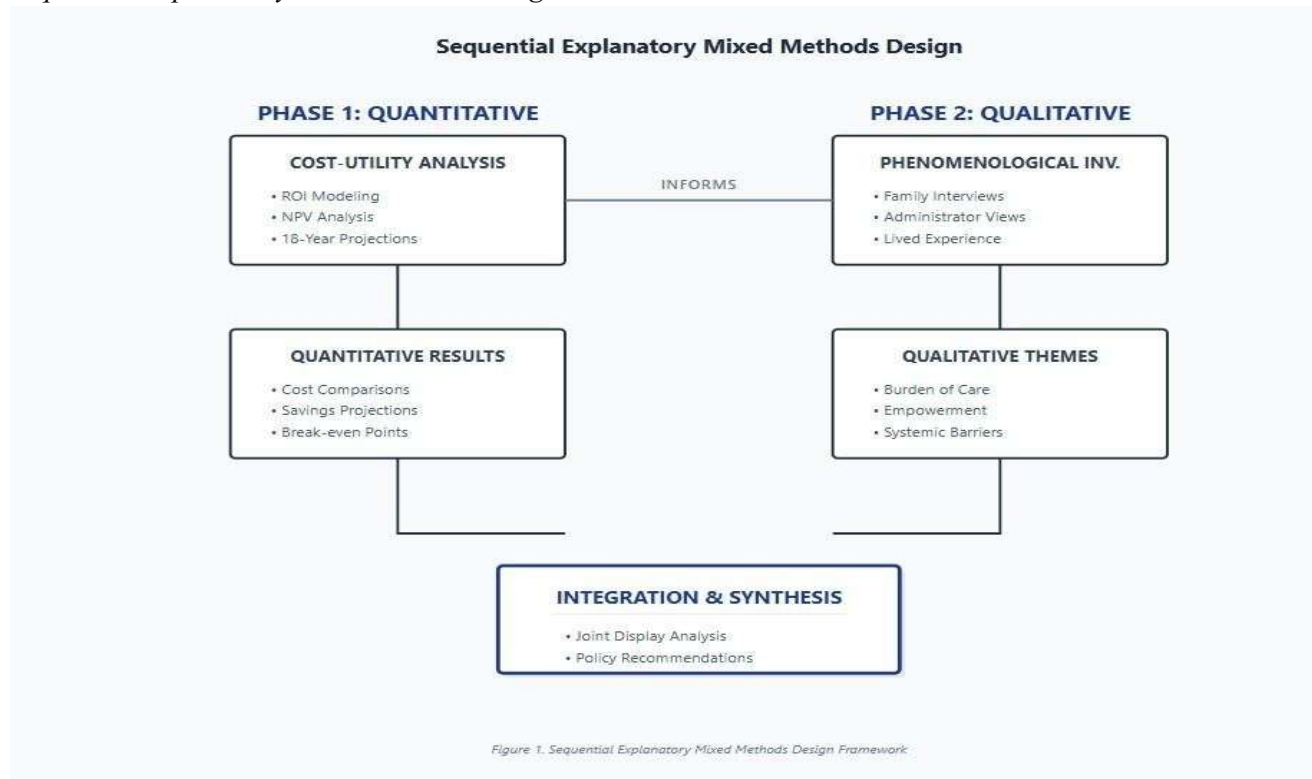 Sequential Explanatory Mixed Methods Design
PHASE 1: QUANTITATIVE
COST-UTILITY ANALYSIS
• ROI Modeling
• NPV Analysis
• 18-Year Projections
INFORMS
PHASE 2: QUALITATIVE
PHENOMENOLOGICAL INV.
• Family Interviews
• Administrator Views
• Lived Experience
QUANTITATIVE RESULTS
• Cost Comparisons
• Savings Projections
• Break-even Points
QUALITATIVE THEMES
• Burden of Care
• Empowerment
• Systemic Barriers
INTEGRATION & SYNTHESIS
• Joint Display Analysis
• Policy Recommendations
Figure 1. Sequential Explanatory Mixed Methods Design Framework